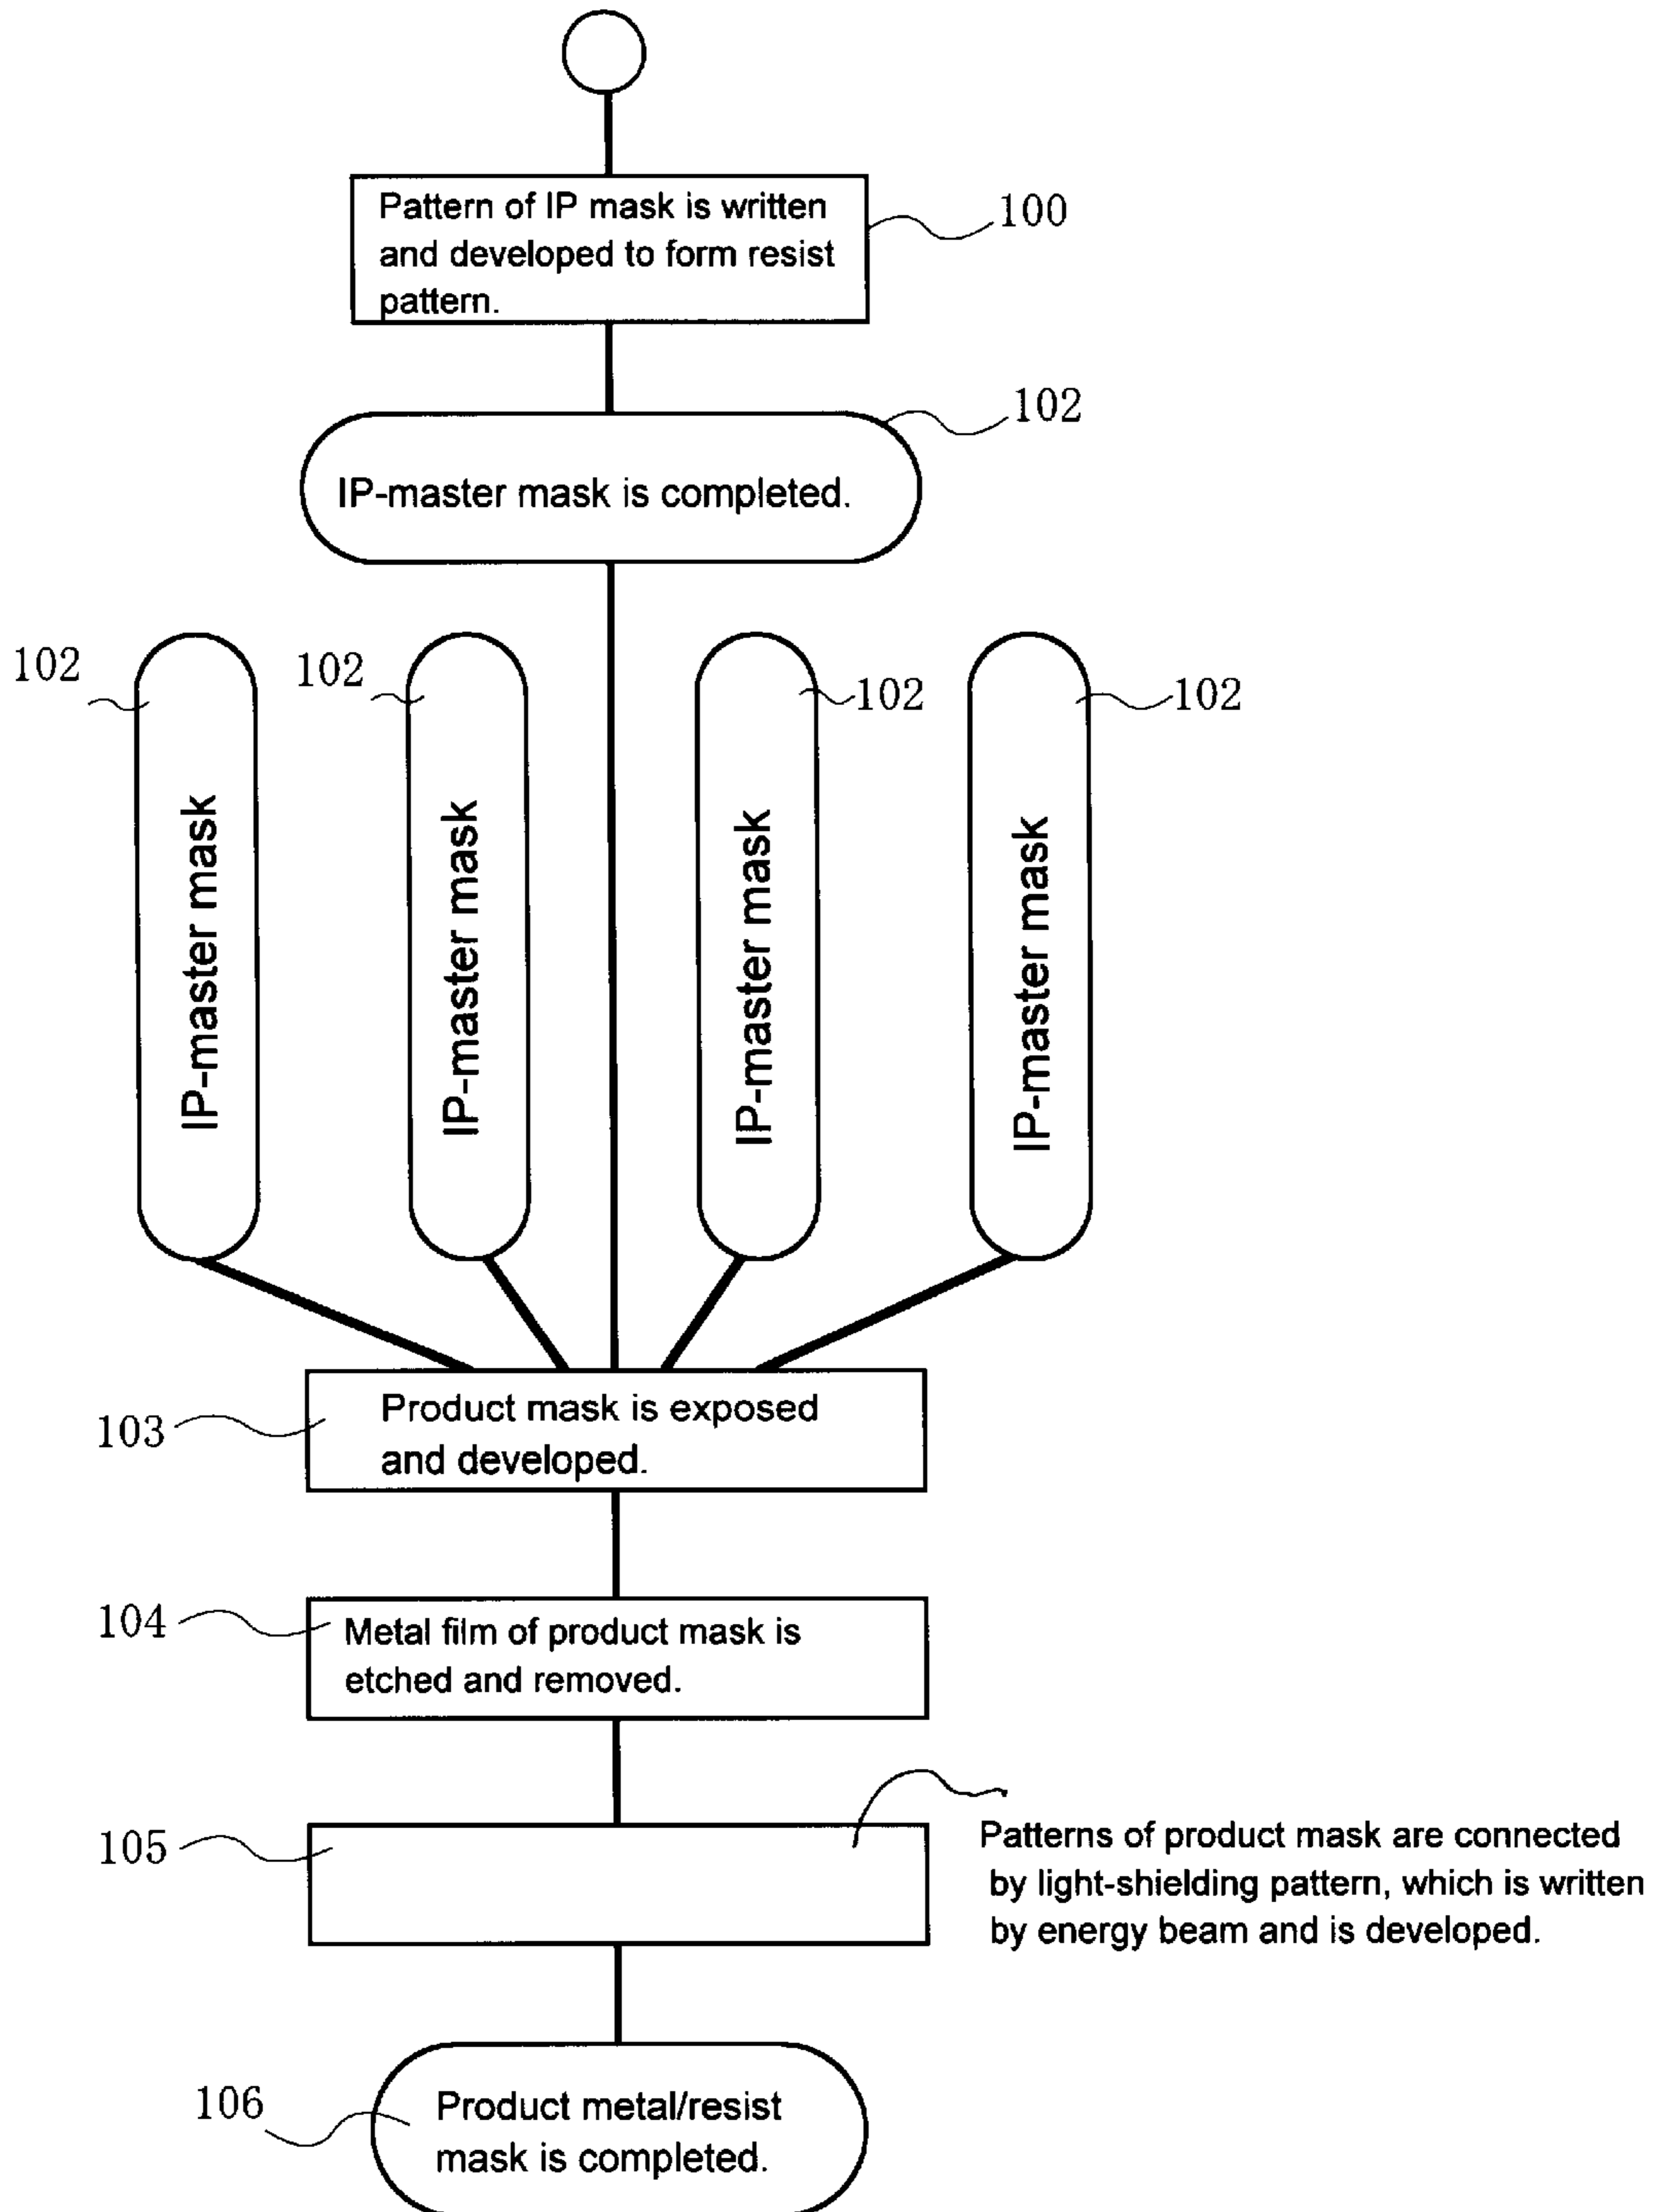 Pattern of IP mask is written
and developed to form resist
pattern.
100
102
IP-master mask is completed.
102
102
102
102
IP-master mask
IP-master mask
IP-master mask
IP-master mask
103
Product mask is exposed
and developed.
104
Metal film of product mask is
etched and removed.
105
Patterns of product mask are connected
by light-shielding pattern, which is written
by energy beam and is developed.
106
Product metal/resist
mask is completed.